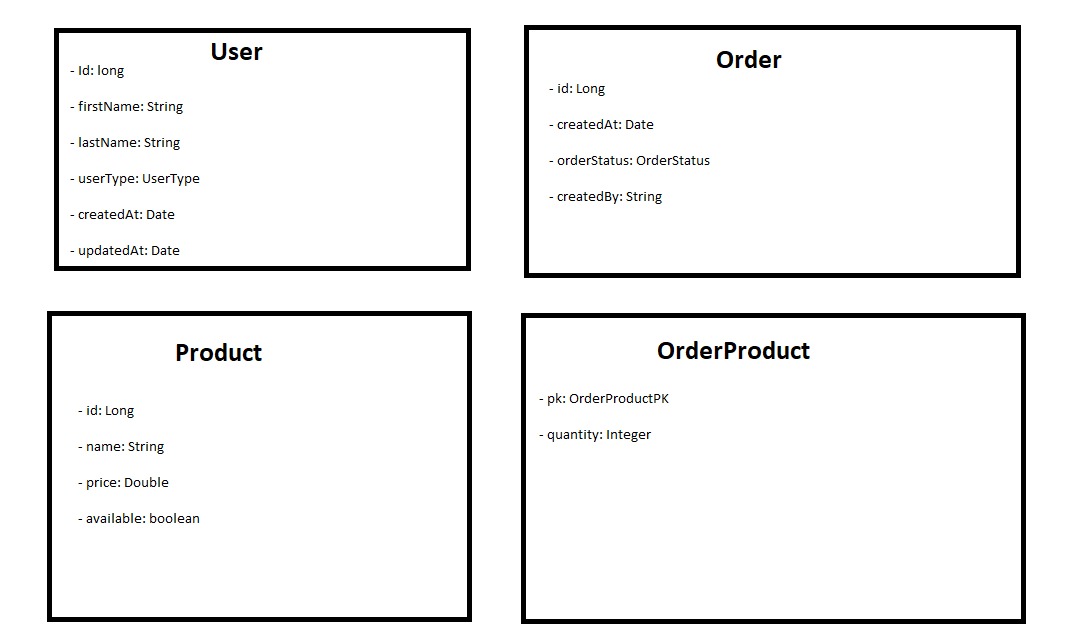 User
- Id: long
- firstName: String
- lastName: String
- userType: UserType
- createdAt: Date
- updatedAt: Date
Order
- id: Long
- createdAt: Date
- orderStatus: OrderStatus
- createdBy: String
Product
- id: Long
- name: String
- price: Double
- available: boolean
OrderProduct
- pk: OrderProductPK
- quantity: Integer